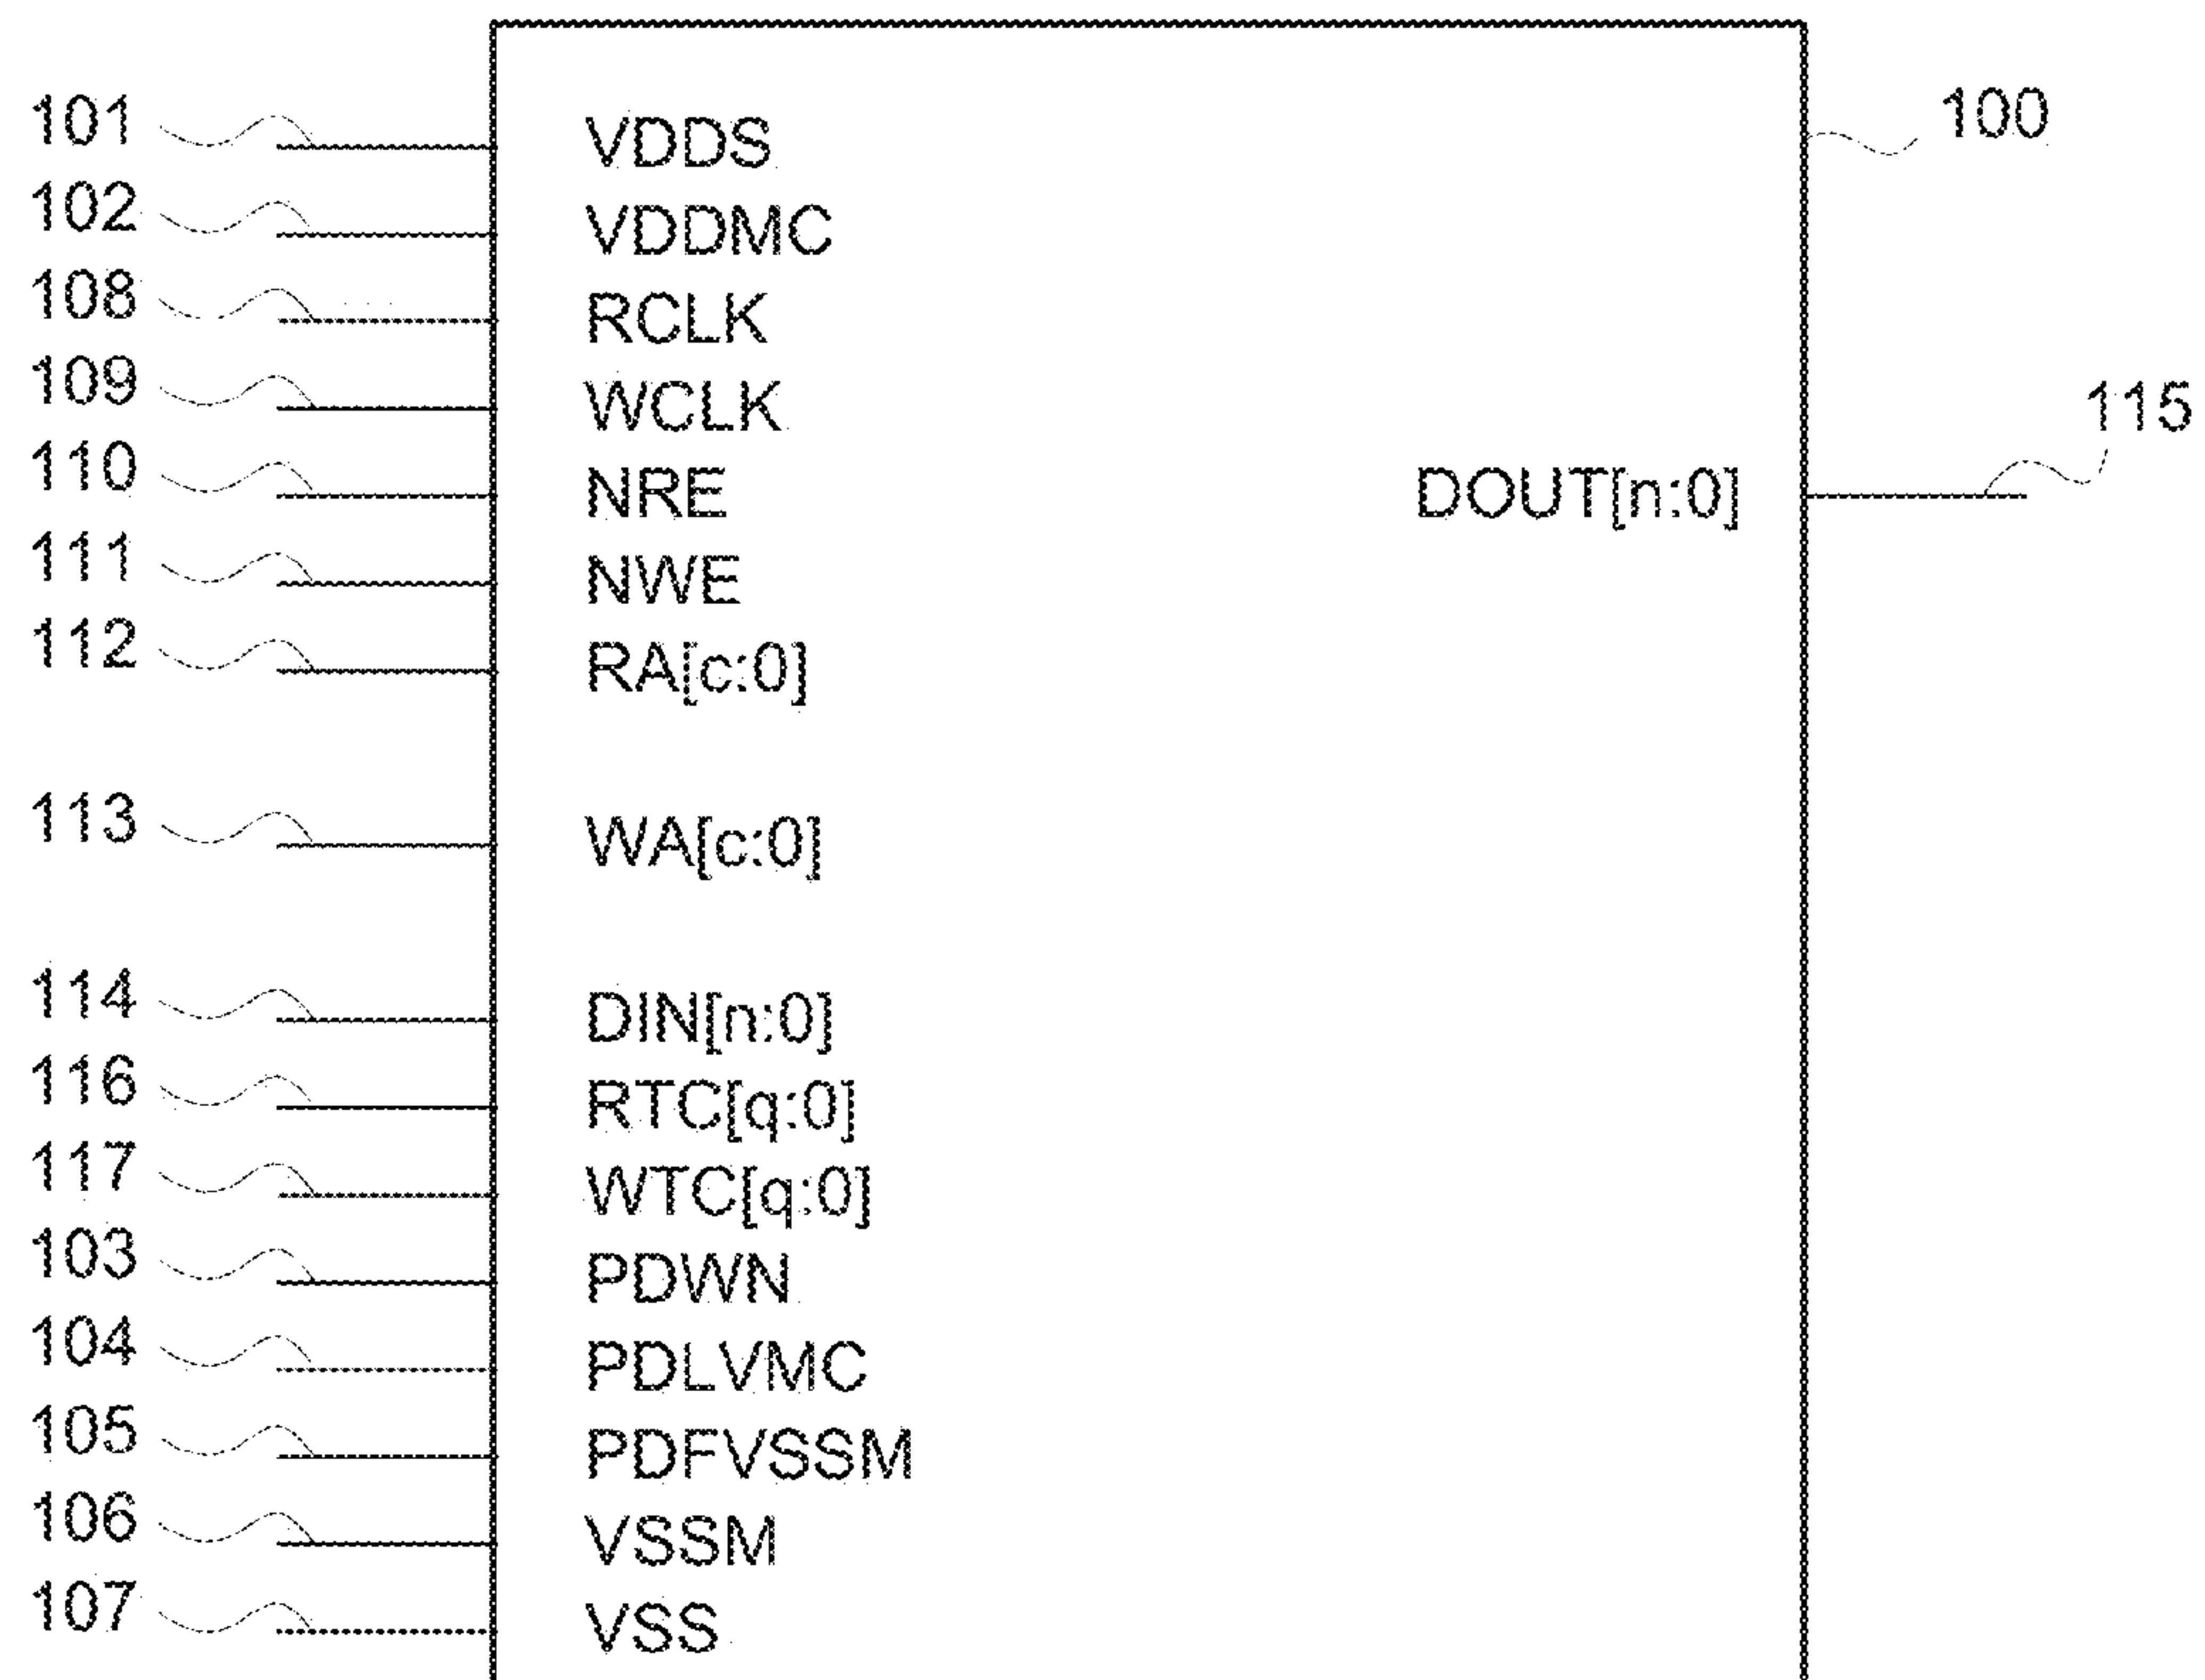 101 VDDS 100
102 VDDMC
108 RCLK
109 WCLK 115
110 NRE DOUT[n:0]
111 NWE
112 RA[c:0]
113 WA[c:0]
114 DIN[n:0]
116 RTC[q:0]
117 WTC[q:0]
103 PDWN
104 PDLVMC
105 PDFVSSM
106 VSSM
107 VSS